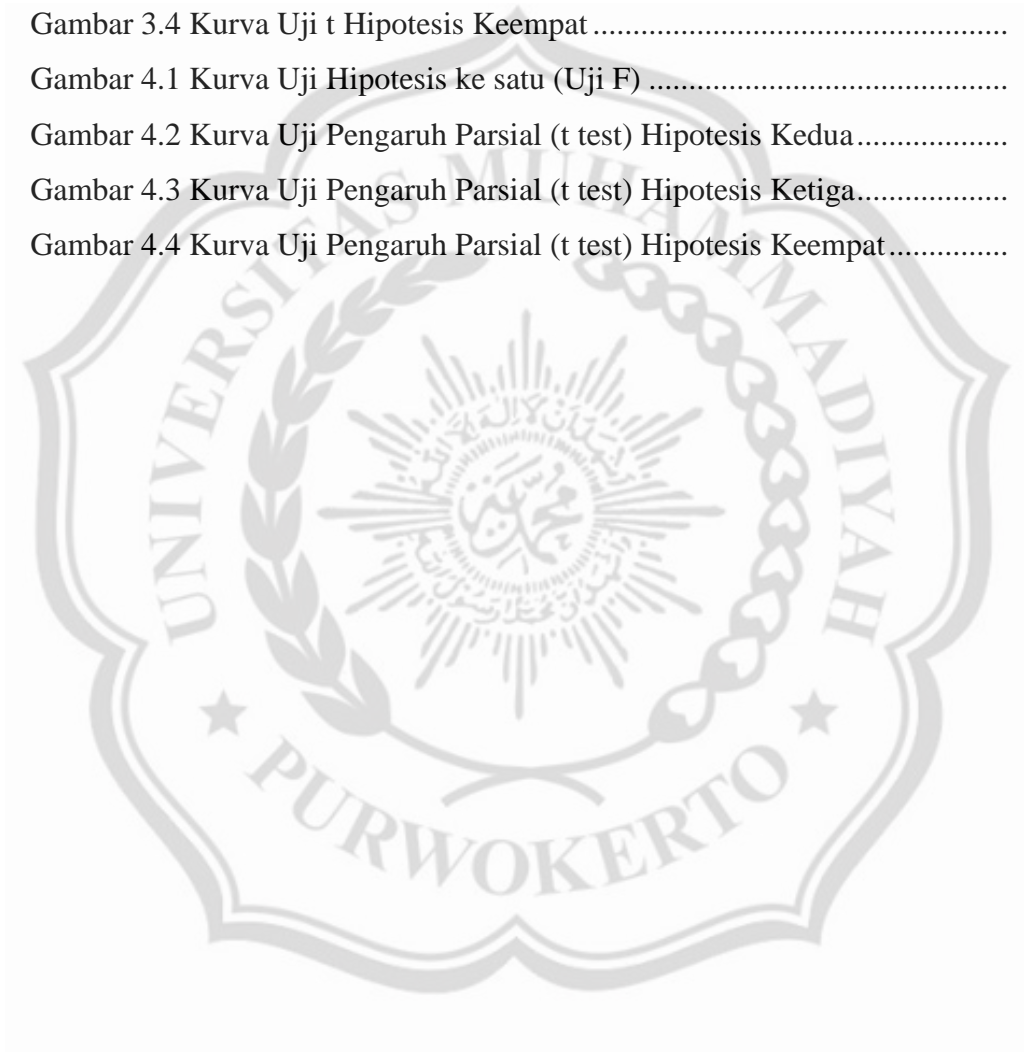 Gambar 3.4 Kurva Uji t Hipotesis Keempat ....................................................
Gambar 4.1 Kurva Uji Hipotesis ke satu (Uji F) .............................................
Gambar 4.2 Kurva Uji Pengaruh Parsial (t test) Hipotesis Kedua...................
Gambar 4.3 Kurva Uji Pengaruh Parsial (t test) Hipotesis Ketiga...................
Gambar 4.4 Kurva Uji Pengaruh Parsial (t test) Hipotesis Keempat...............
UNIVERSITAS MUHAMMADIYAH
PURWOKERTO